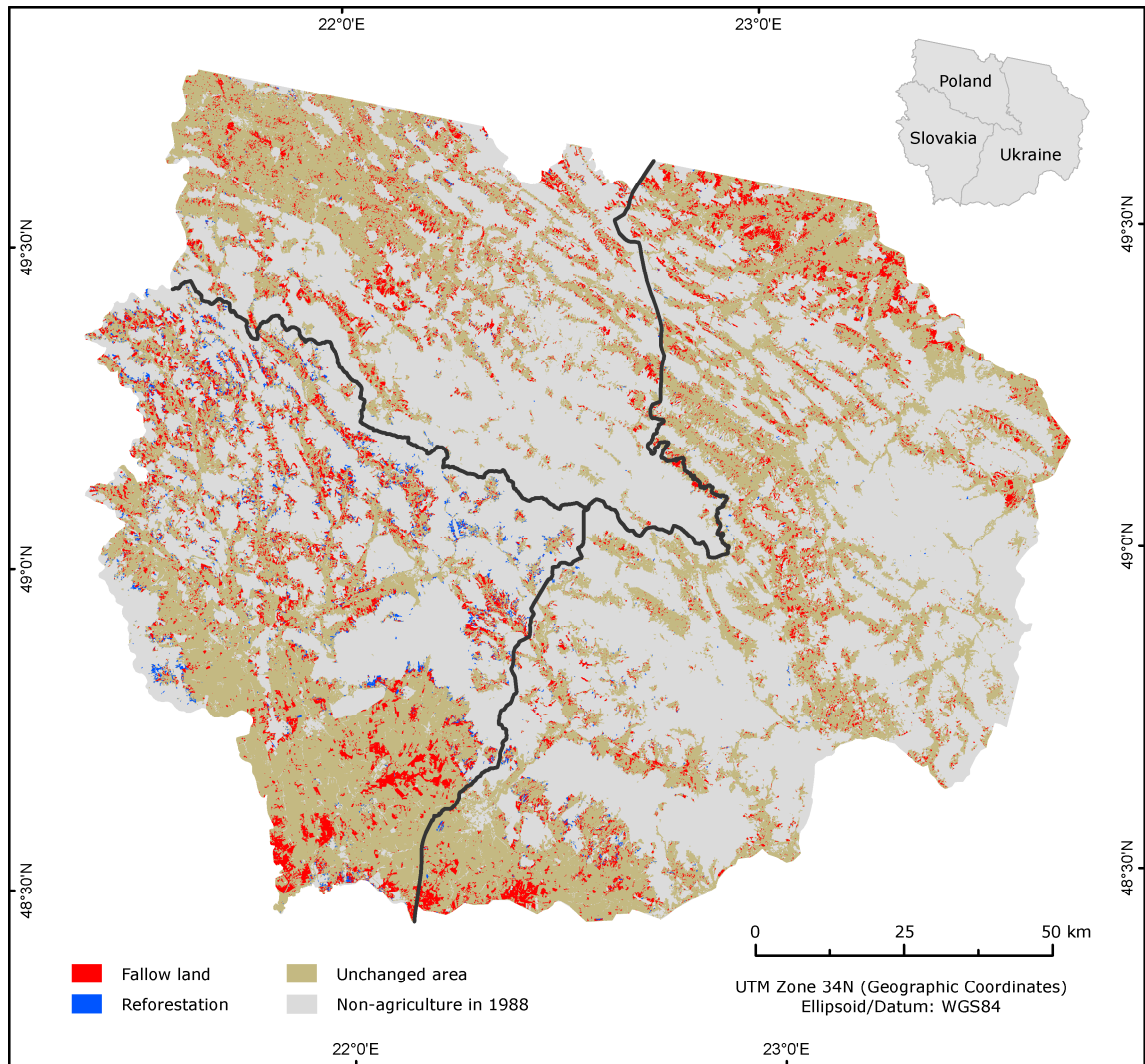 22°0'E
23°0'E
Poland
Slovakia
Ukraine
49°30'N
49°30'N
49°0'N
49°0'N
48°30'N
48°30'N
0 25 50 km
Fallow land
Unchanged area
Reforestation
Non-agriculture in 1988
UTM Zone 34N (Geographic Coordinates)
Ellipsoid/Datum: WGS84
22°0'E
23°0'E